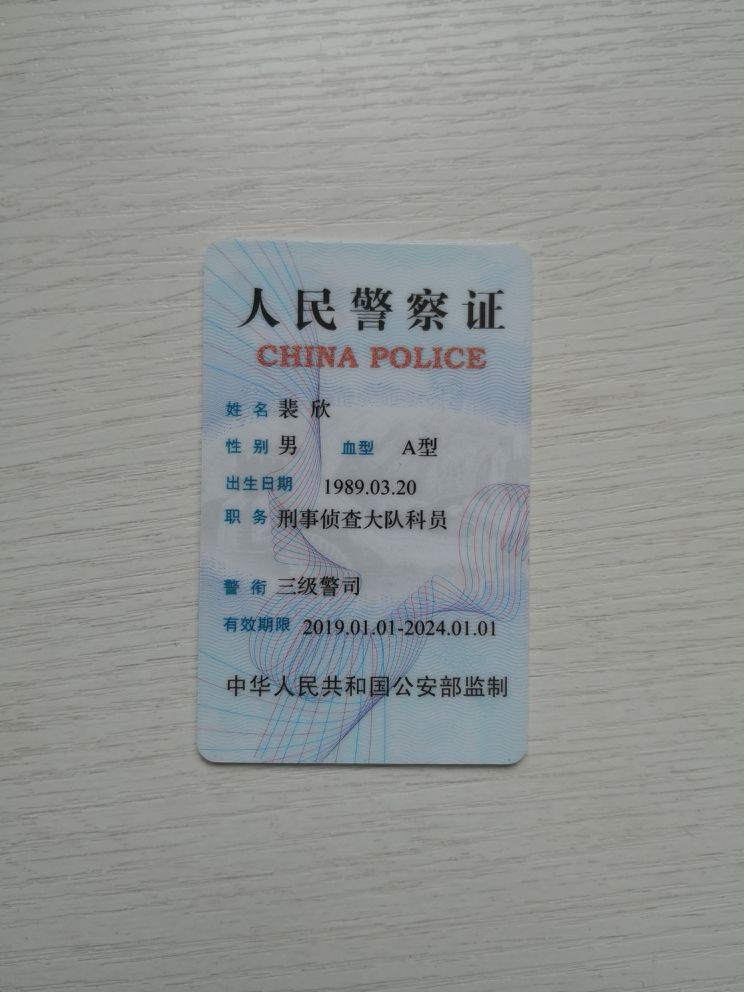 人民警察证
CHINA POLICE
姓名 裴欣
性别 男 血型 A型
出生日期 1989.03.20
职务 刑事侦查大队科员
警衔 三级警司
有效期限 2019.01.01-2024.01.01
中华人民共和国公安部监制